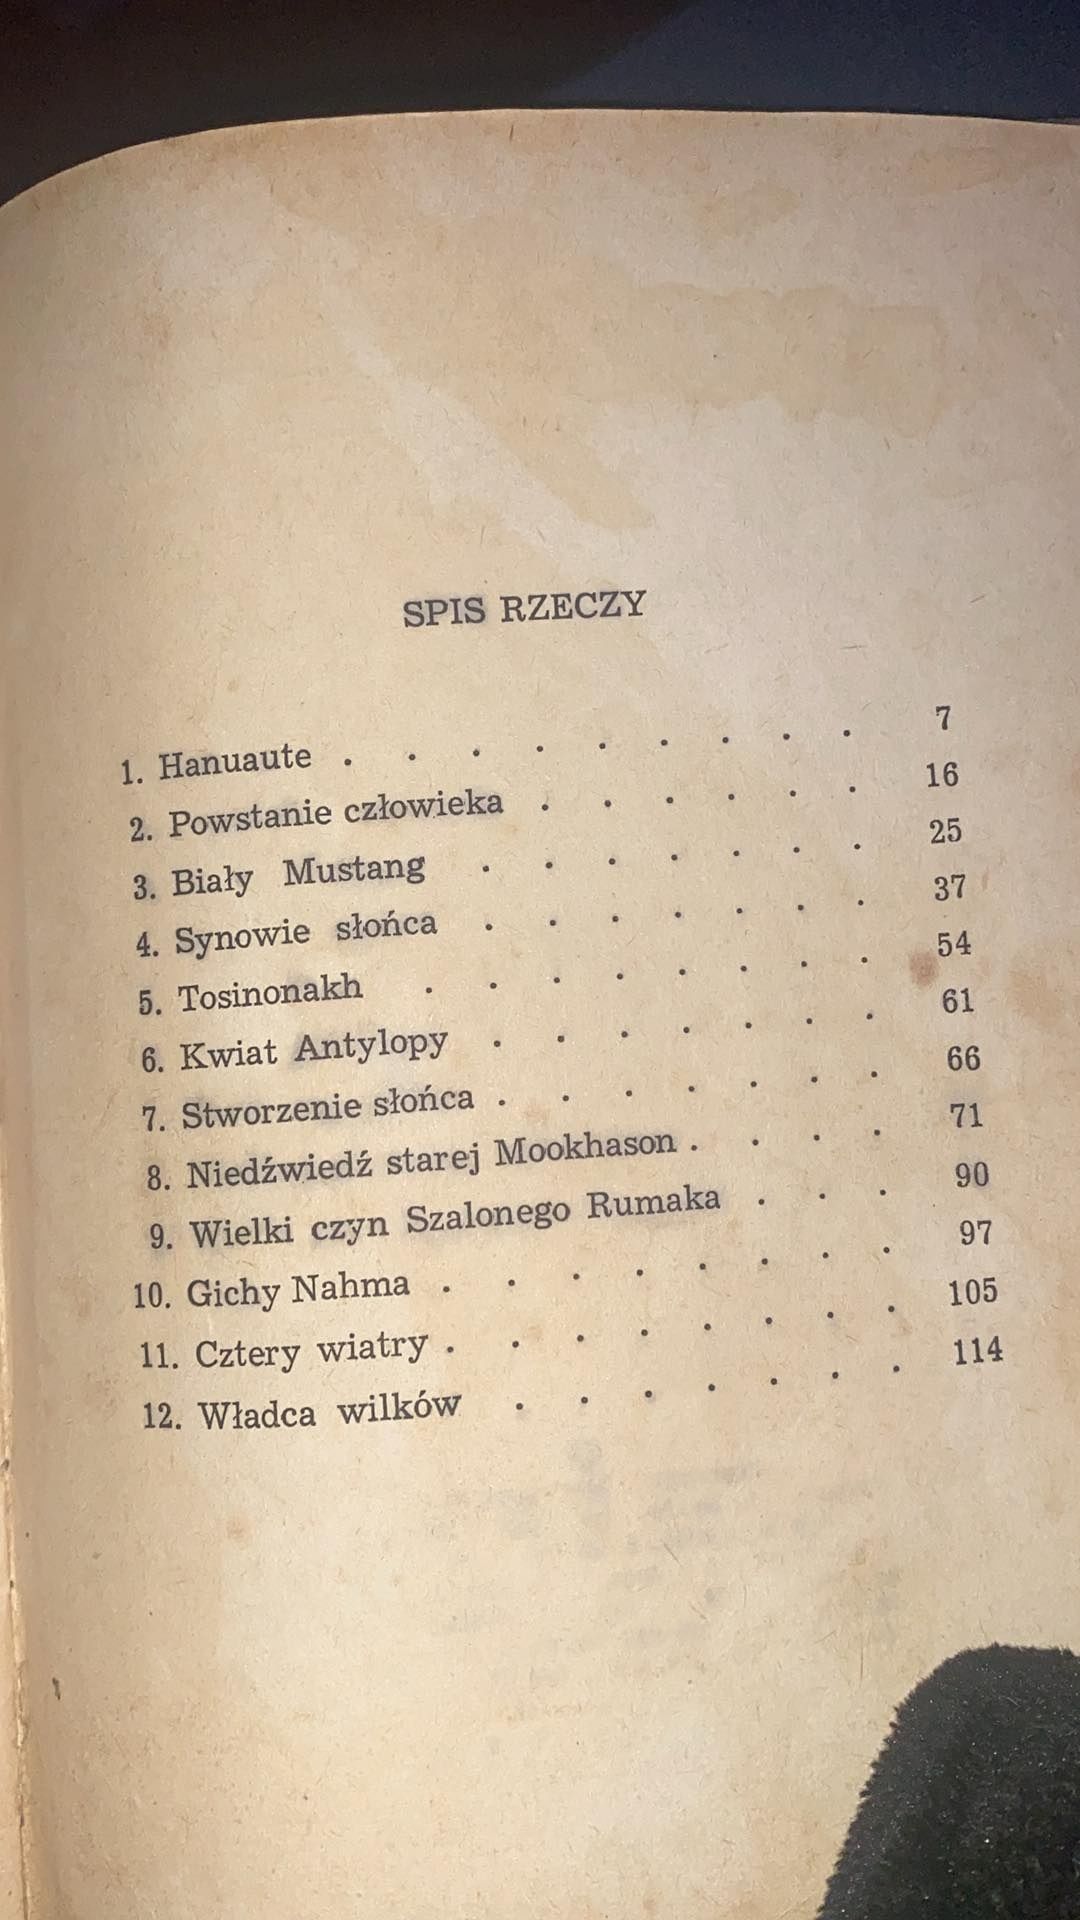 SPIS RZECZY
1. Hanuaute . . . . . . . . . 7
2. Powstanie człowieka . . . . . . 16
3. Biały Mustang . . . . . . . 25
4. Synowie słońca . . . . . . . 37
5. Tosinonakh . . . . . . . . 54
6. Kwiat Antylopy . . . . . . . 61
7. Stworzenie słońca . . . . . . . 66
8. Niedźwiedź starej Mookhason . . . . 71
9. Wielki czyn Szalonego Rumaka . . . 90
10. Gichy Nahma . . . . . . . . 97
11. Cztery wiatry . . . . . . . . 105
12. Władca wilków . . . . . . . 114